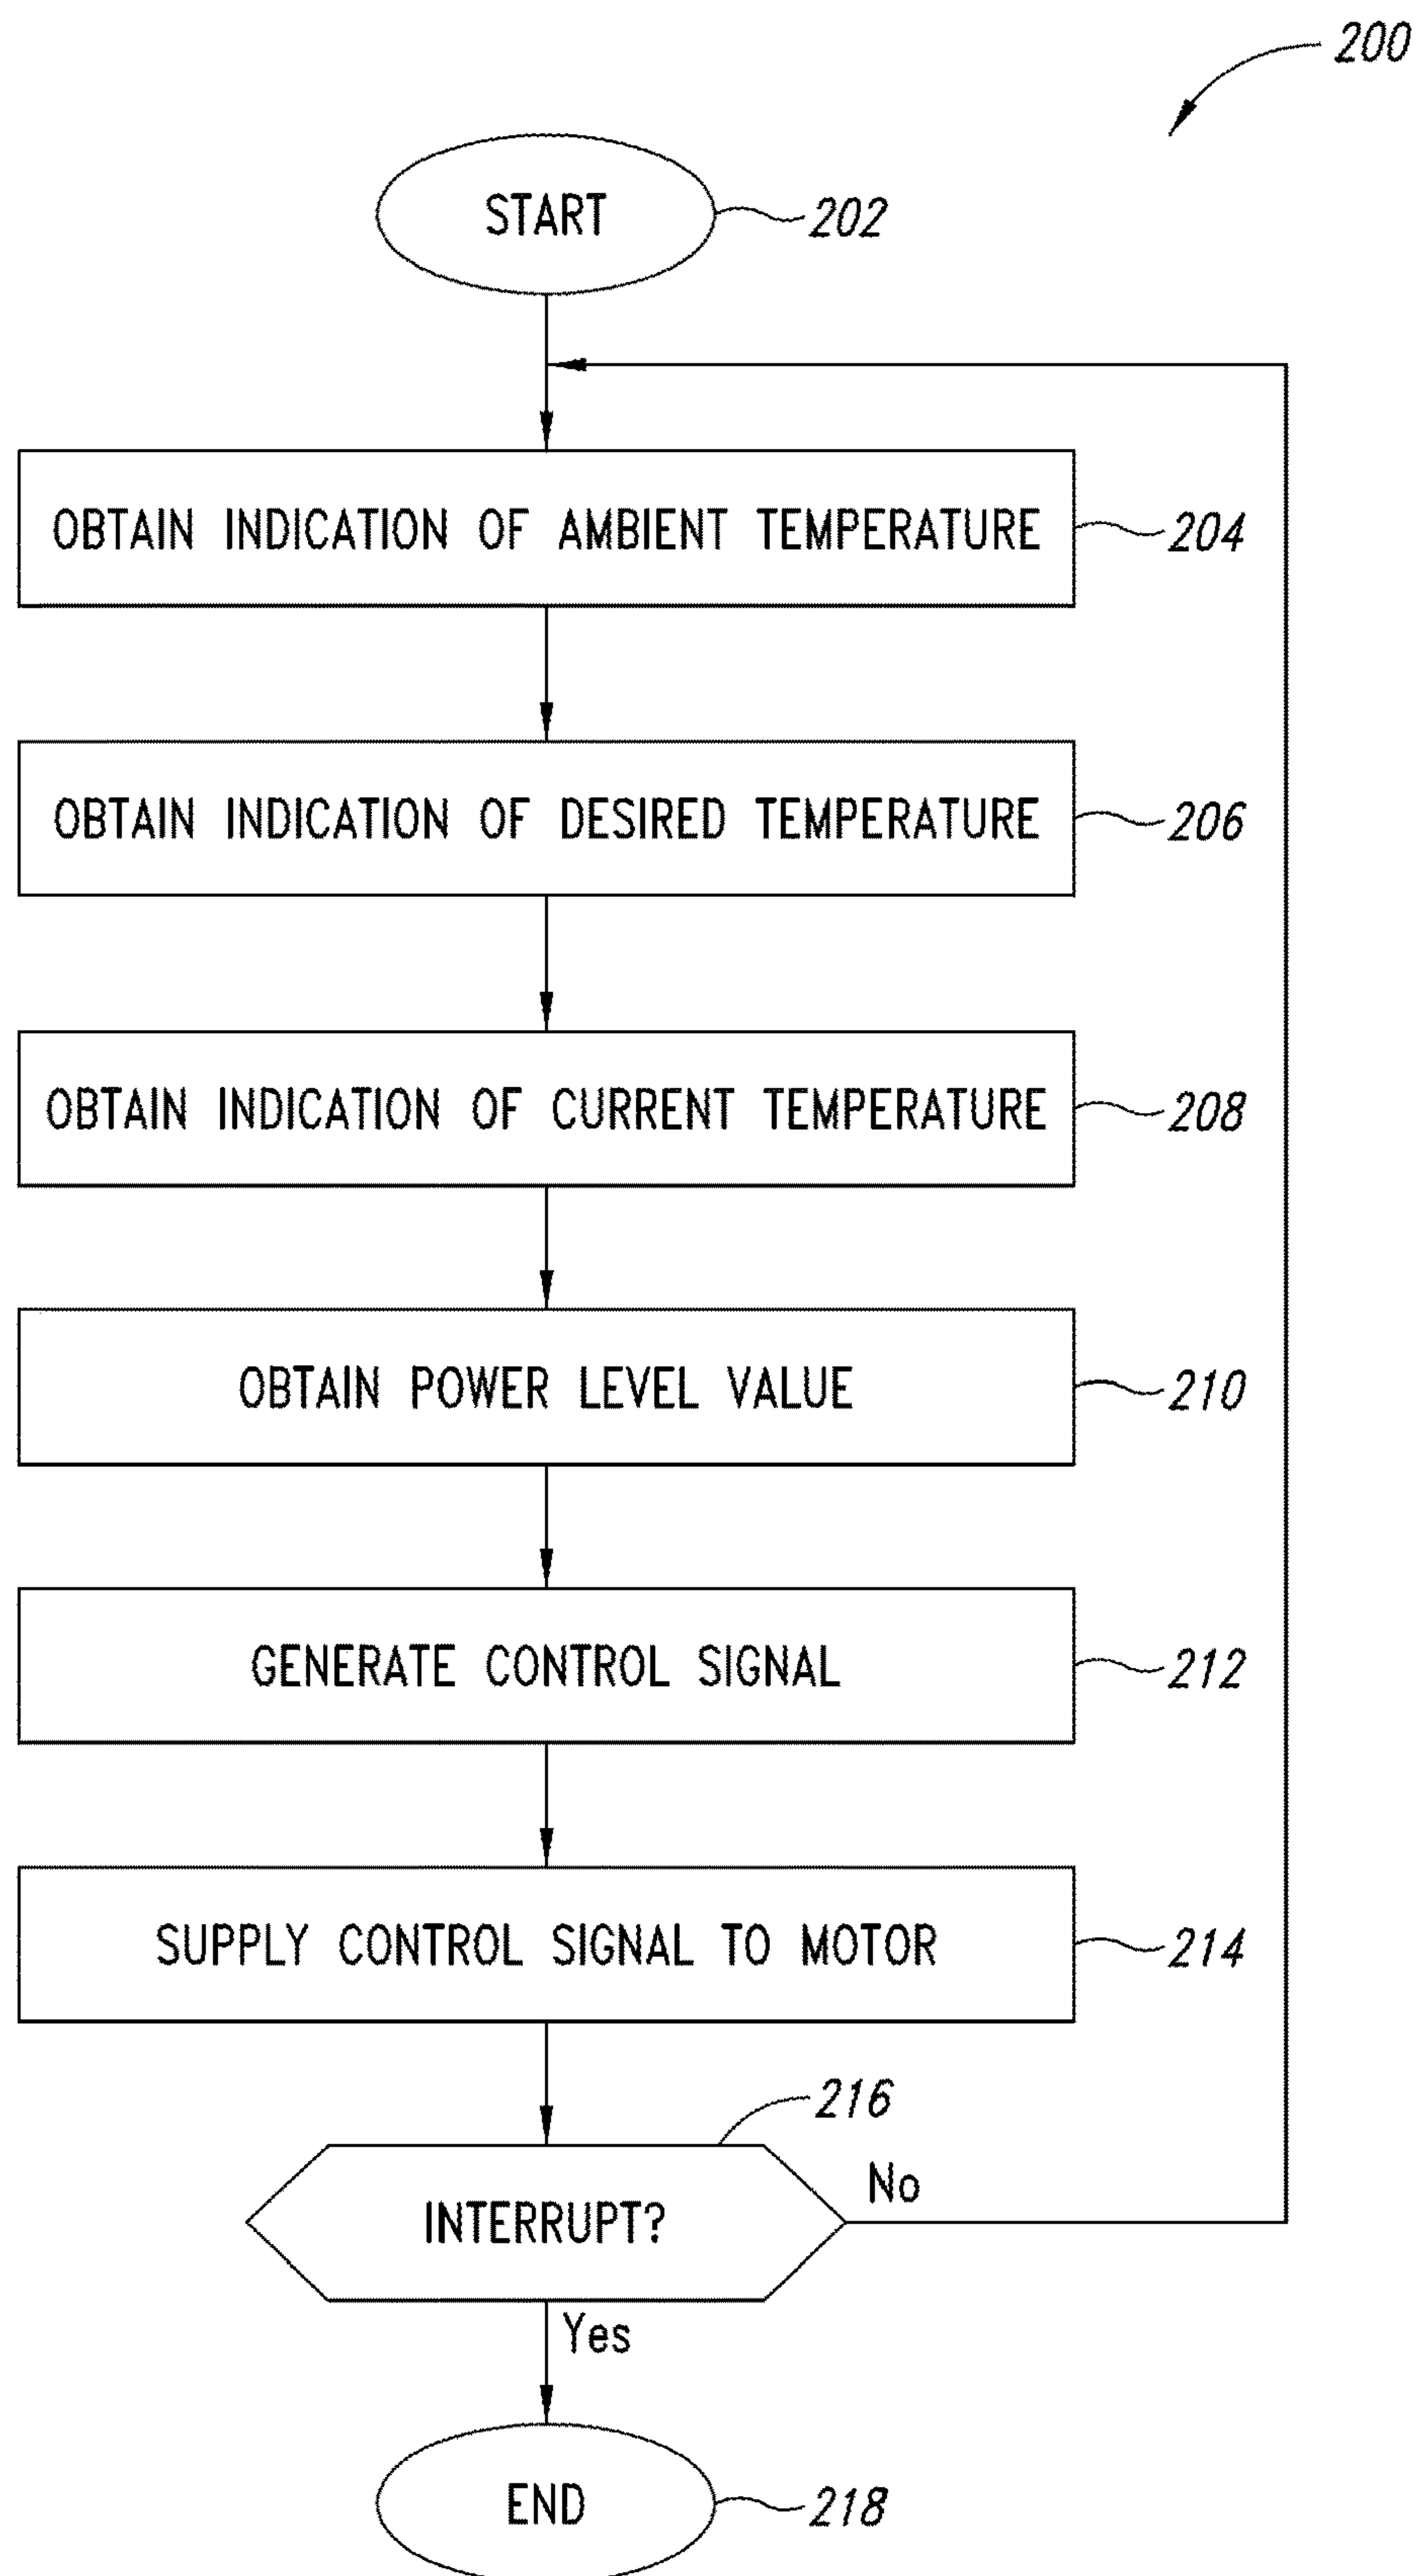 200
START
202
OBTAIN INDICATION OF AMBIENT TEMPERATURE
204
OBTAIN INDICATION OF DESIRED TEMPERATURE
206
OBTAIN INDICATION OF CURRENT TEMPERATURE
208
OBTAIN POWER LEVEL VALUE
210
GENERATE CONTROL SIGNAL
212
SUPPLY CONTROL SIGNAL TO MOTOR
214
216
INTERRUPT?
No
Yes
END
218